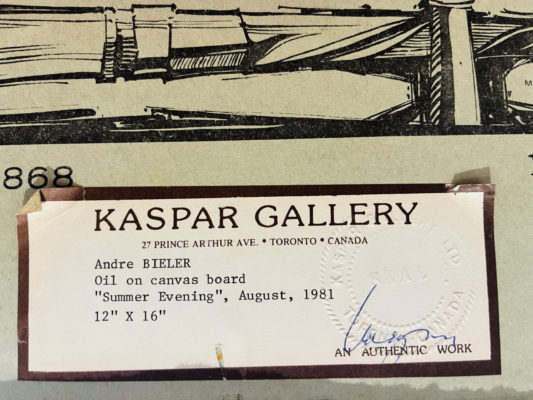 868
KASPAR GALLERY
27 PRINCE ARTHUR AVE. • TORONTO • CANADA
Andre BIELER
Oil on canvas board
"Summer Evening", August, 1981
12" X 16"
SEAL
AN AUTHENTIC WORK